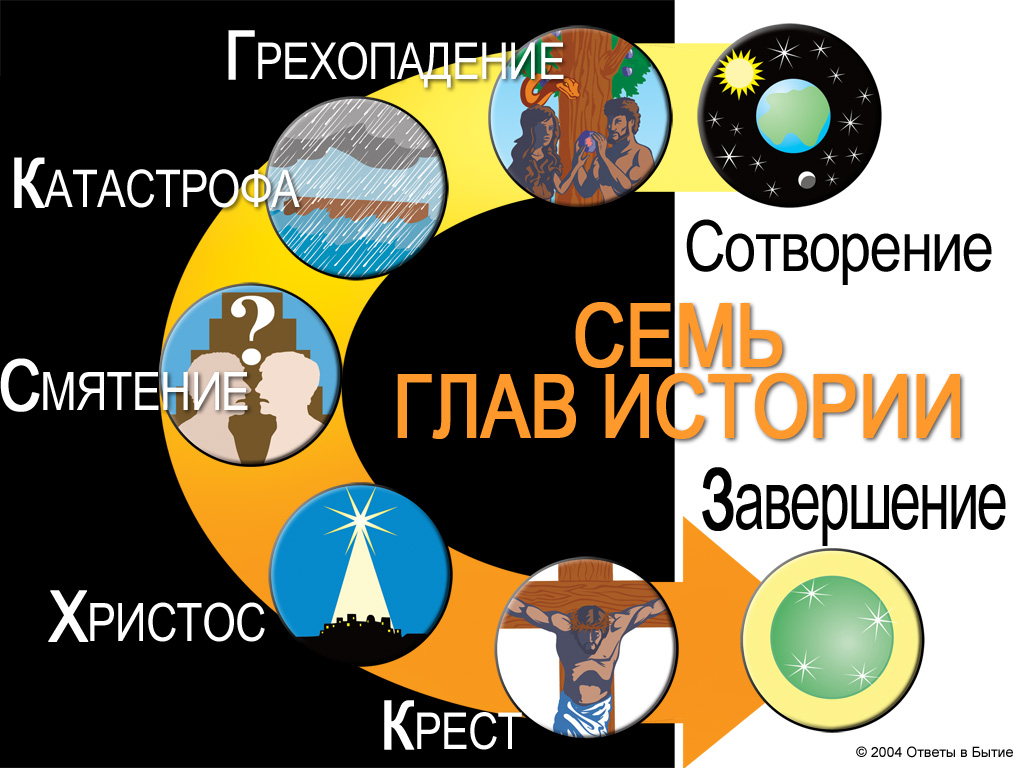 Грехопадение
Сотворение
Катастрофа
СЕМЬ
ГЛАВ ИСТОРИИ
?
Смятение
Завершение
Христос
Крест
© 2004 Ответы в Бытие